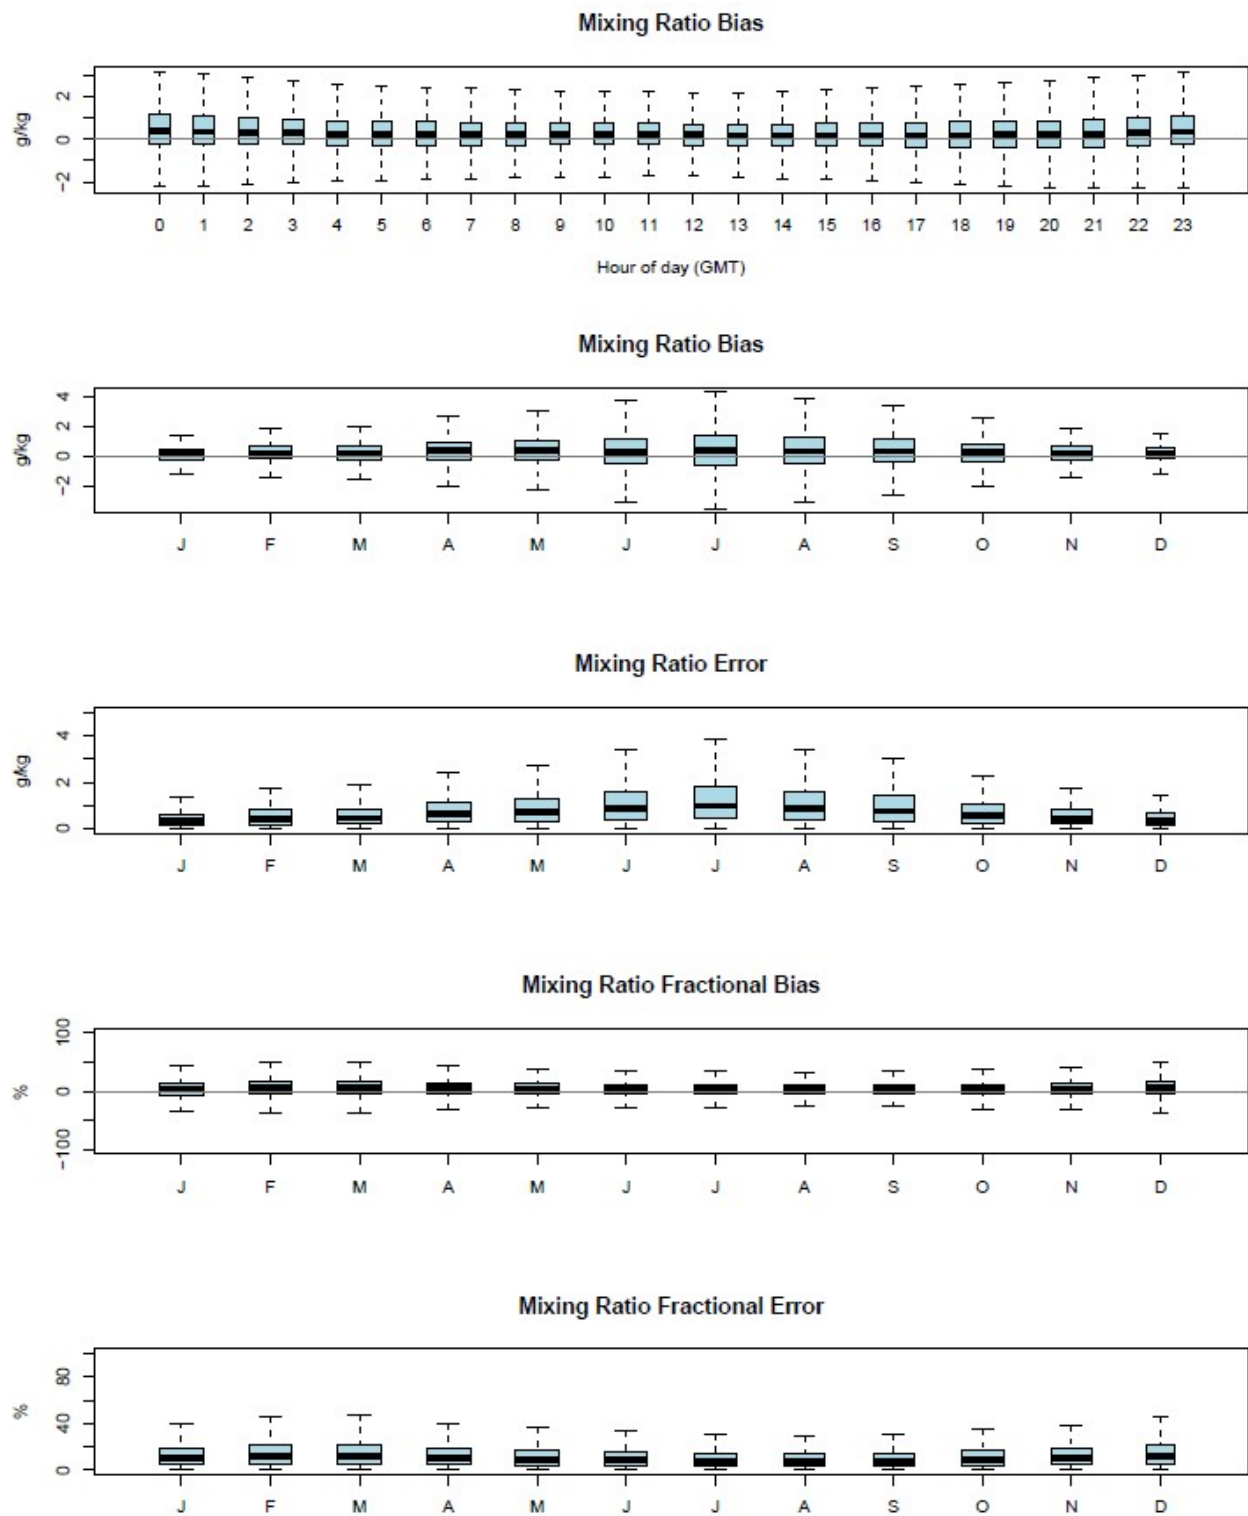 Mixing Ratio Bias
g/kg
2
0
−2
0 1 2 3 4 5 6 7 8 9 10 11 12 13 14 15 16 17 18 19 20 21 22 23
Hour of day (GMT)
Mixing Ratio Bias
g/kg
4
2
0
−2
J F M A M J J A S O N D
Mixing Ratio Error
g/kg
4
2
0
J F M A M J J A S O N D
Mixing Ratio Fractional Bias
%
100
0
−100
J F M A M J J A S O N D
Mixing Ratio Fractional Error
%
80
40
0
J F M A M J J A S O N D